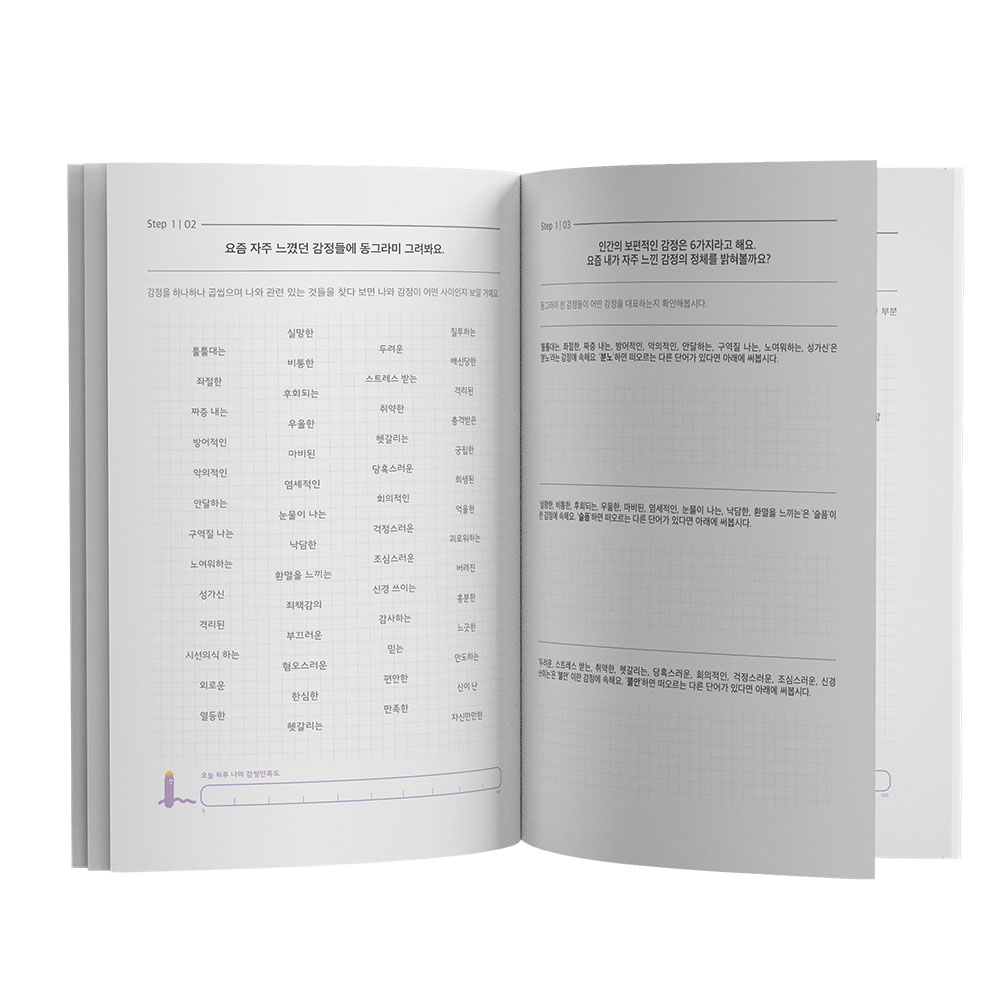 Step 1 | 02
요즘 자주 느꼈던 감정들에 동그라미 그려봐요.
감정을 하나하나 곱씹으며 나와 관련 있는 것들을 찾다 보면 나와 감정이 어떤 사이인지 보일 거예요.
툴툴대는
좌절한
짜증 내는
방어적인
악의적인
안달하는
구역질 나는
노여워하는
성가신
격리된
시선의식 하는
외로운
열등한
실망한
비통한
후회되는
우울한
마비된
염세적인
눈물이 나는
낙담한
환멸을 느끼는
죄책감의
부끄러운
혐오스러운
한심한
헷갈리는
두려운
스트레스 받는
취약한
헷갈리는
당혹스러운
회의적인
걱정스러운
조심스러운
신경 쓰이는
감사하는
믿는
편안한
만족한
질투하는
배신당한
격리된
충격받은
궁핍한
희생된
억울한
괴로워하는
버려진
흥분한
느긋한
안도하는
신이 난
자신만만한
오늘 하루 나의 감정만족도
0 100
Step 1 | 03
인간의 보편적인 감정은 6가지라고 해요.
요즘 내가 자주 느낀 감정의 정체를 밝혀볼까요?
동그라미 친 감정들이 어떤 감정을 대표하는지 확인해봅시다.
'툴툴대는, 좌절한, 짜증 내는, 방어적인, 악의적인, 안달하는, 구역질 나는, 노여워하는, 성가신'은
'분노'라는 감정에 속해요. '분노'하면 떠오르는 다른 단어가 있다면 아래에 써봅시다.
'실망한, 비통한, 후회되는, 우울한, 마비된, 염세적인, 눈물이 나는, 낙담한, 환멸을 느끼는'은 '슬픔'이
란 감정에 속해요. '슬픔'하면 떠오르는 다른 단어가 있다면 아래에 써봅시다.
'두려운, 스트레스 받는, 취약한, 헷갈리는, 당혹스러운, 회의적인, 걱정스러운, 조심스러운, 신경
쓰이는'은 '불안' 이란 감정에 속해요. '불안'하면 떠오르는 다른 단어가 있다면 아래에 써봅시다.
부분
100